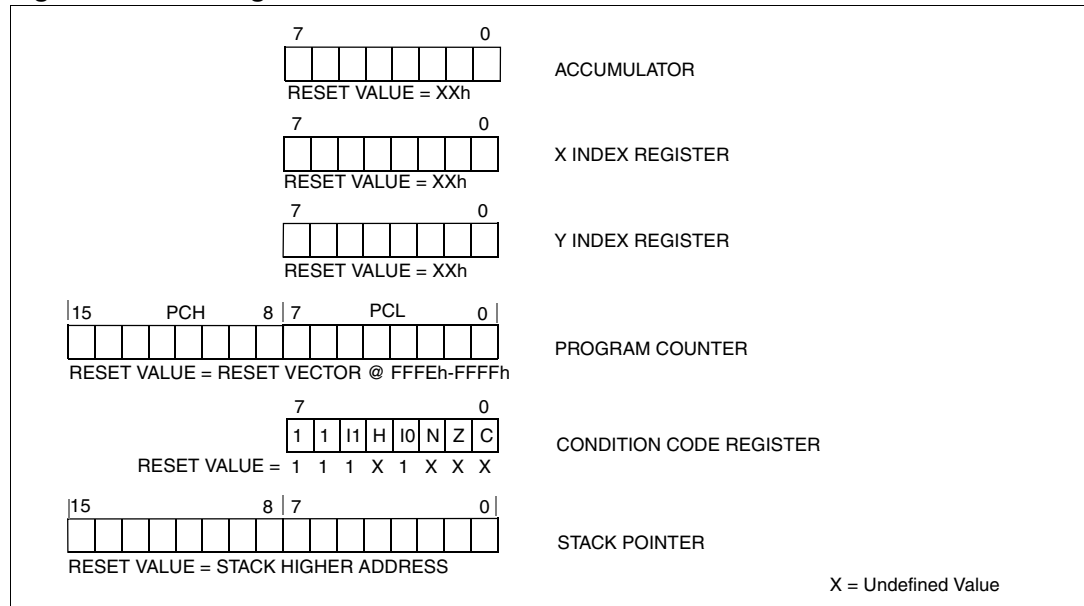 7 0
ACCUMULATOR
RESET VALUE = XXh
7 0
X INDEX REGISTER
RESET VALUE = XXh
7 0
Y INDEX REGISTER
RESET VALUE = XXh
15 PCH 8 7 PCL 0
PROGRAM COUNTER
RESET VALUE = RESET VECTOR @ FFFEh-FFFFh
7 0
1 1 I1 H I0 N Z C
CONDITION CODE REGISTER
RESET VALUE = 1 1 1 X 1 X X X
15 8 7 0
STACK POINTER
RESET VALUE = STACK HIGHER ADDRESS
X = Undefined Value